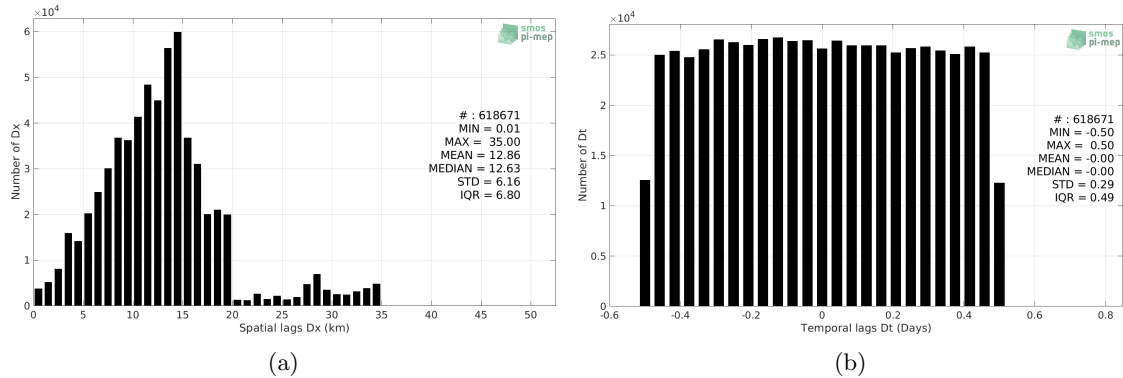 ×10⁴
6
5
4
3
2
1
0
Number of Dx
0 5 10 15 20 25 30 35 40 45 50
Spatial lags Dx (km)
smos
pi-mep
# : 618671
MIN = 0.01
MAX = 35.00
MEAN = 12.86
MEDIAN = 12.63
STD = 6.16
IQR = 6.80
(a)
×10⁴
2.5
2
1.5
1
0.5
0
Number of Dt
-0.6 -0.4 -0.2 0 0.2 0.4 0.6 0.8
Temporal lags Dt (Days)
smos
pi-mep
# : 618671
MIN = -0.50
MAX = 0.50
MEAN = -0.00
MEDIAN = -0.00
STD = 0.29
IQR = 0.49
(b)